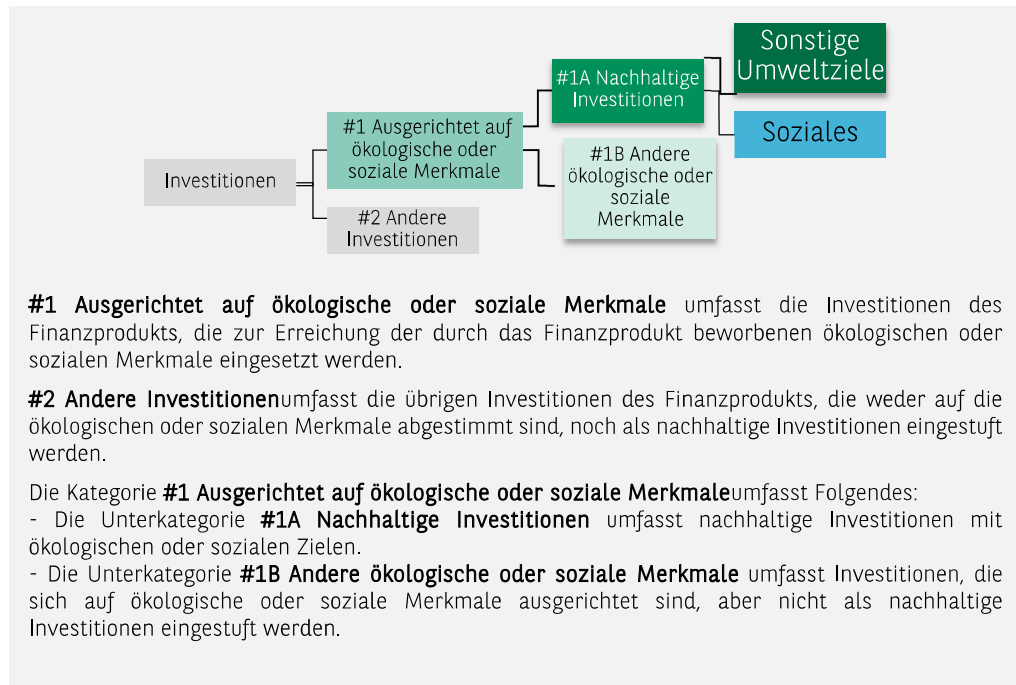 Sonstige
Umweltziele
#1A Nachhaltige
Investitionen
Soziales
#1 Ausgerichtet auf
ökologische oder
soziale Merkmale
#1B Andere
ökologische oder
soziale
Merkmale
Investitionen
#2 Andere
Investitionen
#1 Ausgerichtet auf ökologische oder soziale Merkmale umfasst die Investitionen des
Finanzprodukts, die zur Erreichung der durch das Finanzprodukt beworbenen ökologischen oder
sozialen Merkmale eingesetzt werden.
#2 Andere Investitionenumfasst die übrigen Investitionen des Finanzprodukts, die weder auf die
ökologischen oder sozialen Merkmale abgestimmt sind, noch als nachhaltige Investitionen eingestuft
werden.
Die Kategorie #1 Ausgerichtet auf ökologische oder soziale Merkmaleumfasst Folgendes:
- Die Unterkategorie #1A Nachhaltige Investitionen umfasst nachhaltige Investitionen mit
ökologischen oder sozialen Zielen.
- Die Unterkategorie #1B Andere ökologische oder soziale Merkmale umfasst Investitionen, die
sich auf ökologische oder soziale Merkmale ausgerichtet sind, aber nicht als nachhaltige
Investitionen eingestuft werden.